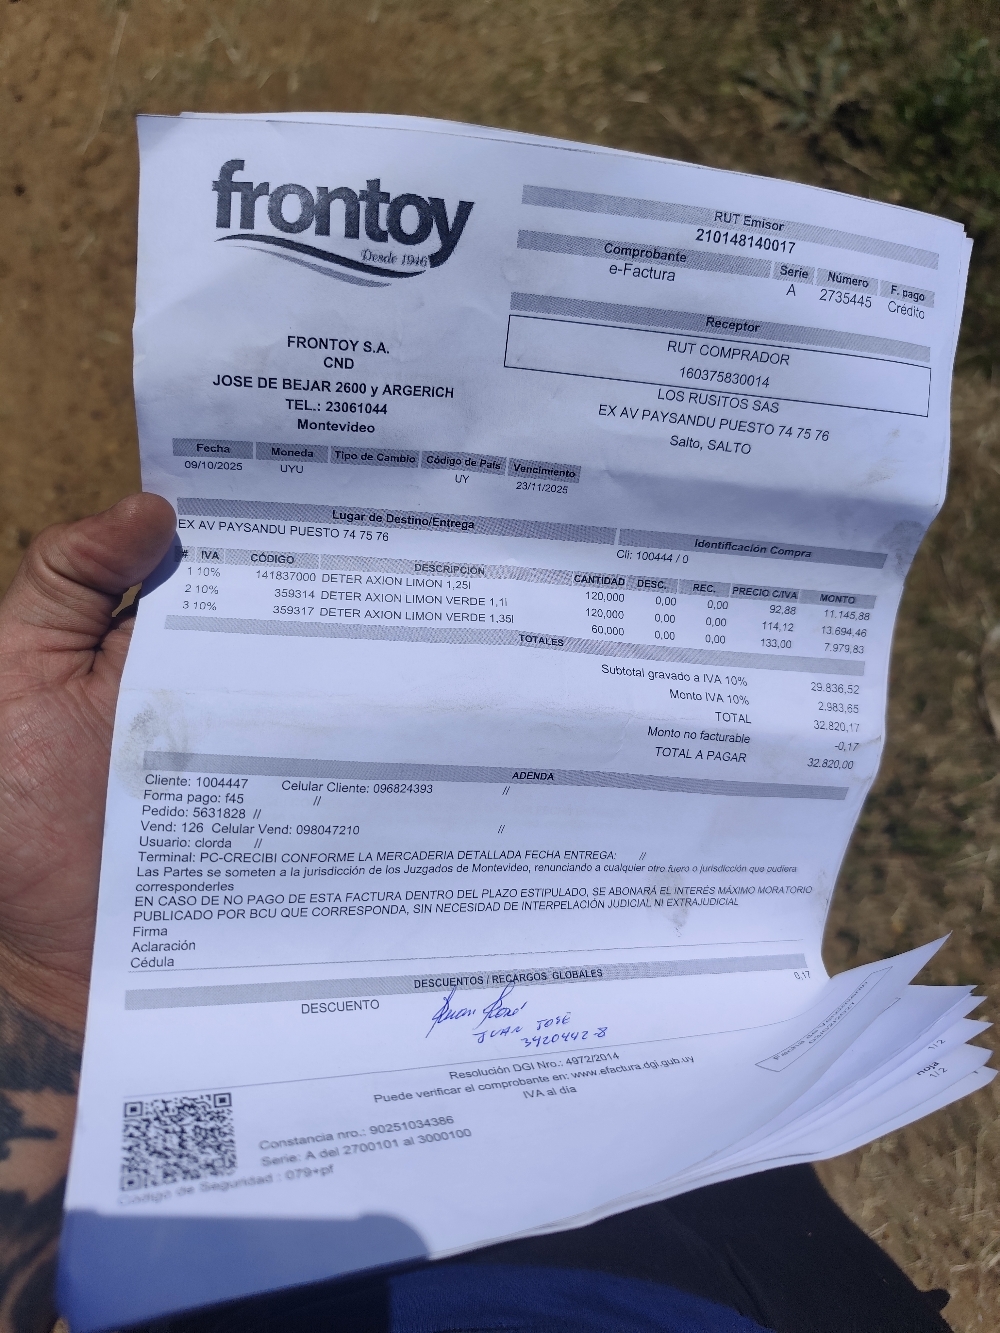 frontoy
Desde 1946
RUT Emisor
210148140017
Comprobante Serie Número F. pago
e-Factura A 2735445 Crédito
Receptor
RUT COMPRADOR
160375830014
LOS RUSITOS SAS
EX AV PAYSANDU PUESTO 74 75 76
Salto, SALTO
FRONTOY S.A.
CND
JOSE DE BEJAR 2600 y ARGERICH
TEL.: 23061044
Montevideo
Fecha Moneda Tipo de Cambio Código de País Vencimiento
09/10/2025 UYU UY 23/11/2025
Lugar de Destino/Entrega Identificación Compra
EX AV PAYSANDU PUESTO 74 75 76 Cli: 100444 / 0
# IVA CÓDIGO DESCRIPCIÓN CANTIDAD DESC. REC. PRECIO C/IVA MONTO
1 10% 141837000 DETER AXION LIMON 1,25l 120,000 0,00 0,00 92,88 11.145,88
2 10% 359314 DETER AXION LIMON VERDE 1,1l 120,000 0,00 0,00 114,12 13.694,46
3 10% 359317 DETER AXION LIMON VERDE 1,35l 60,000 0,00 0,00 133,00 7.979,83
TOTALES
Subtotal gravado a IVA 10% 29.836,52
Monto IVA 10% 2.983,65
TOTAL 32.820,17
Monto no facturable -0,17
TOTAL A PAGAR 32.820,00
ADENDA
Cliente: 1004447 Celular Cliente: 096824393 //
Forma pago: f45 //
Pedido: 5631828 //
Vend: 126 Celular Vend: 098047210 //
Usuario: clorda //
Terminal: PC-CRECIBI CONFORME LA MERCADERIA DETALLADA FECHA ENTREGA: //
Las Partes se someten a la jurisdicción de los Juzgados de Montevideo, renunciando a cualquier otro fuero o jurisdicción que pudiera
corresponderles
EN CASO DE NO PAGO DE ESTA FACTURA DENTRO DEL PLAZO ESTIPULADO, SE ABONARÁ EL INTERÉS MÁXIMO MORATORIO
PUBLICADO POR BCU QUE CORRESPONDA, SIN NECESIDAD DE INTERPELACIÓN JUDICIAL NI EXTRAJUDICIAL
Firma
Aclaración
Cédula
DESCUENTOS / RECARGOS GLOBALES
DESCUENTO 0,17
Juan José
JUAN JOSE
3420442-8
Resolución DGI Nro.: 4972/2014
Puede verificar el comprobante en: www.efactura.dgi.gub.uy
IVA al día
Constancia nro.: 90251034386
Serie: A del 2700101 al 3000100
Código de Seguridad : 079+pf
Fecha de Vencimiento
1/2
Hoja
1/2